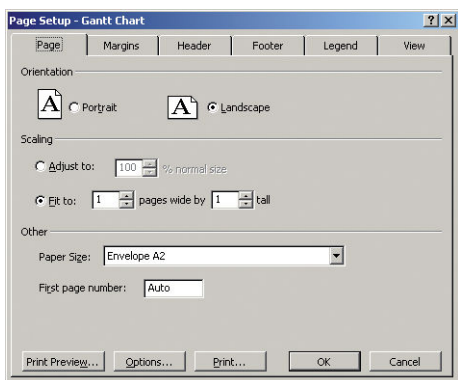 Page Setup - Gantt Chart
Page Margins Header Footer Legend View
Orientation
A Portrait A Landscape
Scaling
Adjust to: 100 % normal size
Fit to: 1 pages wide by 1 tall
Other
Paper Size: Envelope A2
First page number: Auto
Print Preview... Options... Print... OK Cancel